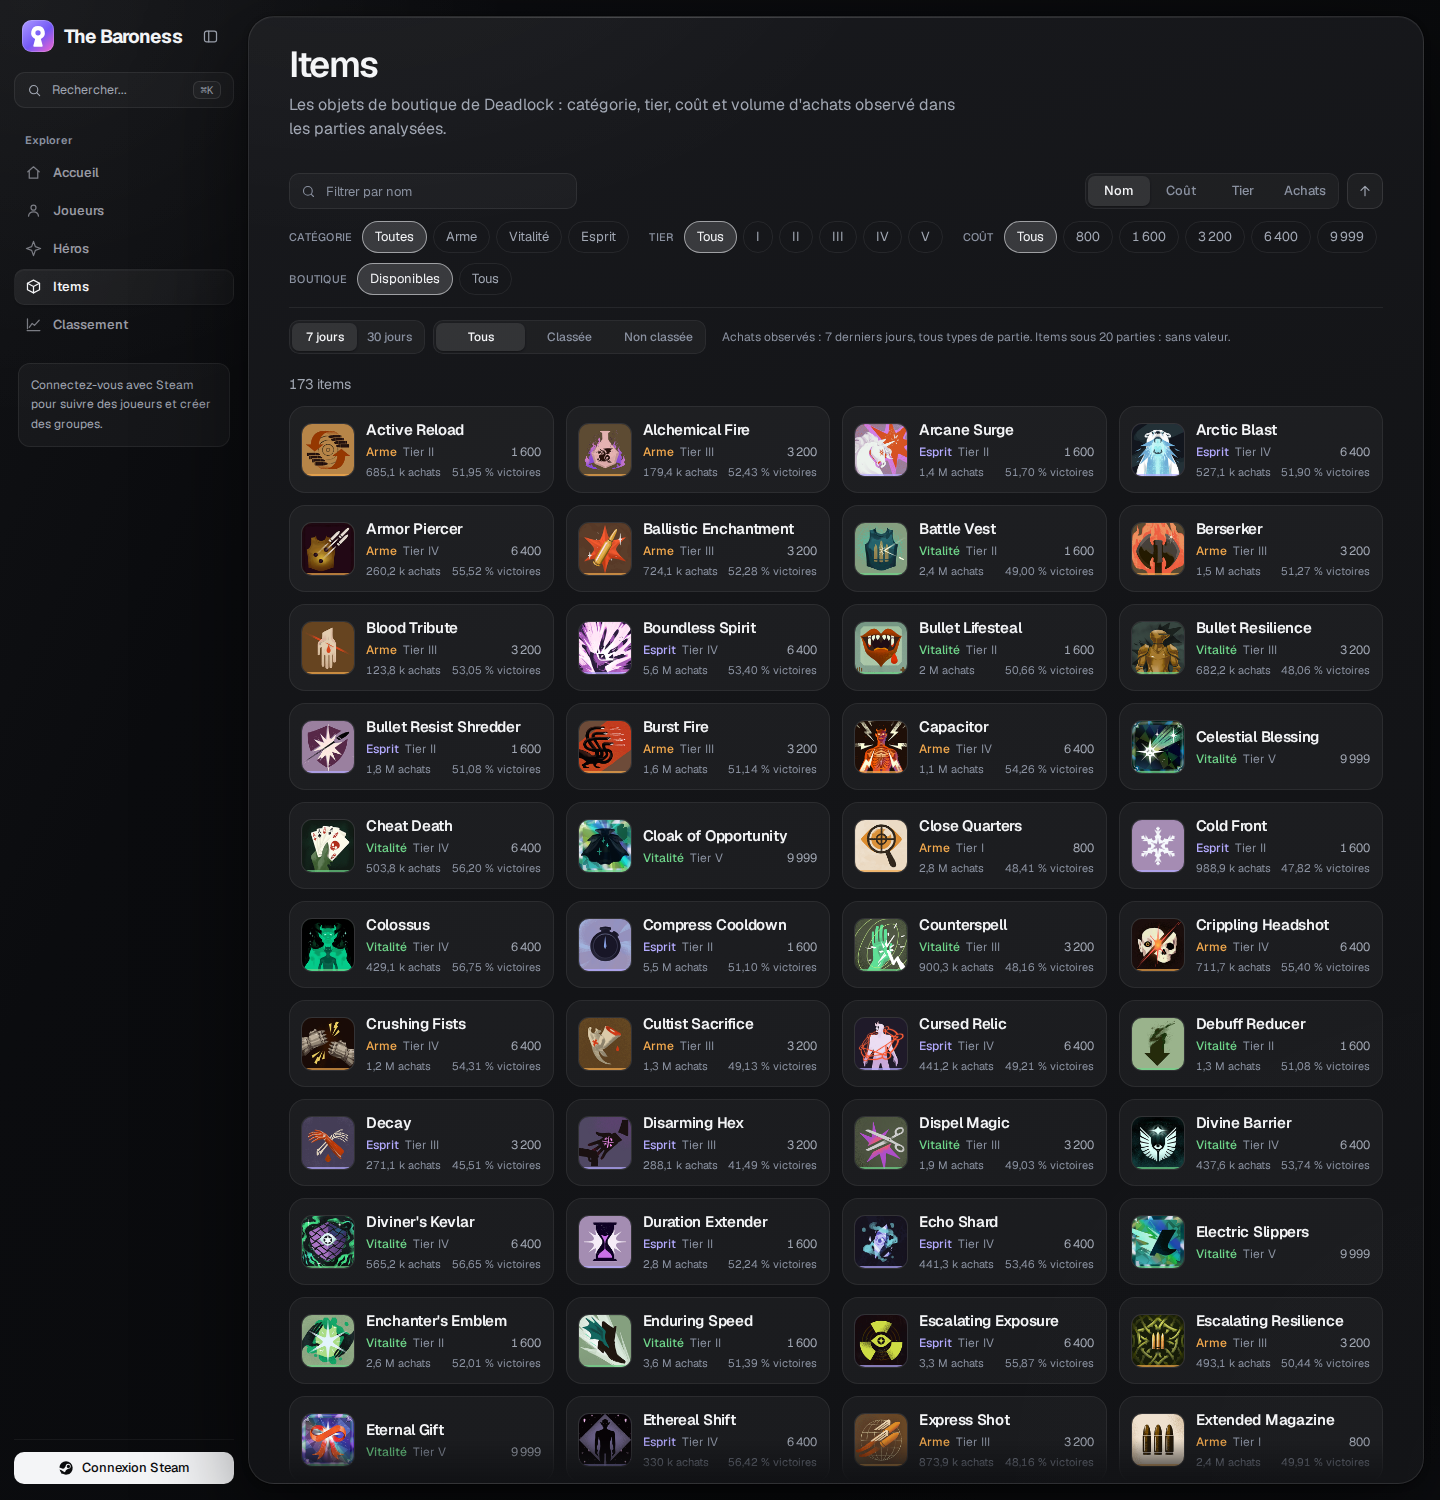 The Baroness
Rechercher...
⌘K
Explorer
Accueil
Joueurs
Héros
Items
Classement
Connectez-vous avec Steam
pour suivre des joueurs et créer
des groupes.
Connexion Steam
Items
Les objets de boutique de Deadlock : catégorie, tier, coût et volume d'achats observé dans
les parties analysées.
Filtrer par nom
Nom Coût Tier Achats
CATÉGORIE Toutes Arme Vitalité Esprit TIER Tous I II III IV V COÛT Tous 800 1 600 3 200 6 400 9 999
BOUTIQUE Disponibles Tous
7 jours 30 jours Tous Classée Non classée Achats observés : 7 derniers jours, tous types de partie. Items sous 20 parties : sans valeur.
173 items
Active Reload
Arme Tier II 1 600
685,1 k achats 51,95 % victoires
Alchemical Fire
Arme Tier III 3 200
179,4 k achats 52,43 % victoires
Arcane Surge
Esprit Tier II 1 600
1,4 M achats 51,70 % victoires
Arctic Blast
Esprit Tier IV 6 400
527,1 k achats 51,90 % victoires
Armor Piercer
Arme Tier IV 6 400
260,2 k achats 55,52 % victoires
Ballistic Enchantment
Arme Tier III 3 200
724,1 k achats 52,28 % victoires
Battle Vest
Vitalité Tier II 1 600
2,4 M achats 49,00 % victoires
Berserker
Arme Tier III 3 200
1,5 M achats 51,27 % victoires
Blood Tribute
Arme Tier III 3 200
123,8 k achats 53,05 % victoires
Boundless Spirit
Esprit Tier IV 6 400
5,6 M achats 53,40 % victoires
Bullet Lifesteal
Vitalité Tier II 1 600
2 M achats 50,66 % victoires
Bullet Resilience
Vitalité Tier III 3 200
682,2 k achats 48,06 % victoires
Bullet Resist Shredder
Esprit Tier II 1 600
1,8 M achats 51,08 % victoires
Burst Fire
Arme Tier III 3 200
1,6 M achats 51,14 % victoires
Capacitor
Arme Tier IV 6 400
1,1 M achats 54,26 % victoires
Celestial Blessing
Vitalité Tier V 9 999
Cheat Death
Vitalité Tier IV 6 400
503,8 k achats 56,20 % victoires
Cloak of Opportunity
Vitalité Tier V 9 999
Close Quarters
Arme Tier I 800
2,8 M achats 48,41 % victoires
Cold Front
Esprit Tier II 1 600
988,9 k achats 47,82 % victoires
Colossus
Vitalité Tier IV 6 400
429,1 k achats 56,75 % victoires
Compress Cooldown
Esprit Tier II 1 600
5,5 M achats 51,10 % victoires
Counterspell
Vitalité Tier III 3 200
900,3 k achats 48,16 % victoires
Crippling Headshot
Arme Tier IV 6 400
711,7 k achats 55,40 % victoires
Crushing Fists
Arme Tier IV 6 400
1,2 M achats 54,31 % victoires
Cultist Sacrifice
Arme Tier III 3 200
1,3 M achats 49,13 % victoires
Cursed Relic
Esprit Tier IV 6 400
441,2 k achats 49,21 % victoires
Debuff Reducer
Vitalité Tier II 1 600
1,3 M achats 51,08 % victoires
Decay
Esprit Tier III 3 200
271,1 k achats 45,51 % victoires
Disarming Hex
Esprit Tier III 3 200
288,1 k achats 41,49 % victoires
Dispel Magic
Vitalité Tier III 3 200
1,9 M achats 49,03 % victoires
Divine Barrier
Vitalité Tier IV 6 400
437,6 k achats 53,74 % victoires
Diviner's Kevlar
Vitalité Tier IV 6 400
565,2 k achats 56,65 % victoires
Duration Extender
Esprit Tier II 1 600
2,8 M achats 52,24 % victoires
Echo Shard
Esprit Tier IV 6 400
441,3 k achats 53,46 % victoires
Electric Slippers
Vitalité Tier V 9 999
Enchanter's Emblem
Vitalité Tier II 1 600
2,6 M achats 52,01 % victoires
Enduring Speed
Vitalité Tier II 1 600
3,6 M achats 51,39 % victoires
Escalating Exposure
Esprit Tier IV 6 400
3,3 M achats 55,87 % victoires
Escalating Resilience
Arme Tier III 3 200
493,1 k achats 50,44 % victoires
Eternal Gift
Vitalité Tier V 9 999
Ethereal Shift
Esprit Tier IV 6 400
330 k achats 56,42 % victoires
Express Shot
Arme Tier III 3 200
873,9 k achats 48,16 % victoires
Extended Magazine
Arme Tier I 800
2,4 M achats 49,91 % victoires